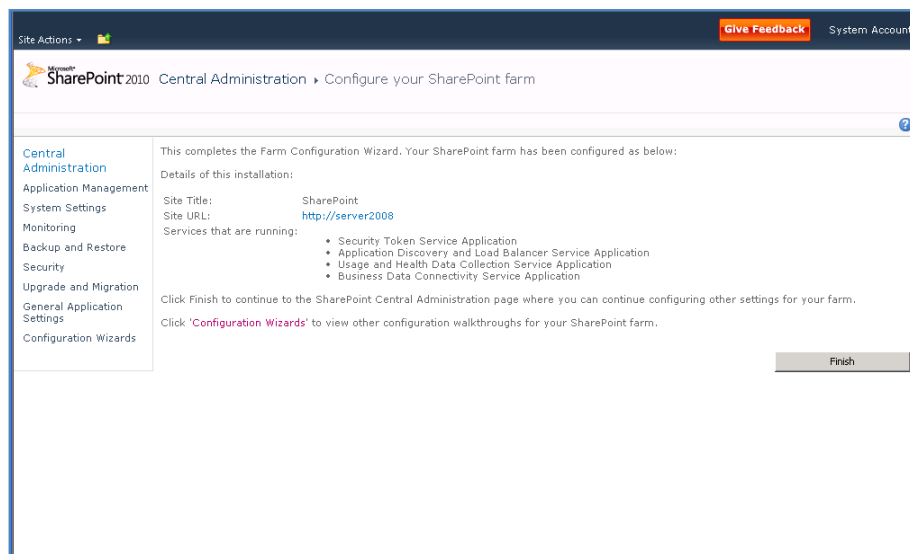 Give Feedback
System Account
Site Actions
Microsoft
SharePoint 2010
Central Administration
Configure your SharePoint farm
Central
Administration
Application Management
System Settings
Monitoring
Backup and Restore
Security
Upgrade and Migration
General Application
Settings
Configuration Wizards
This completes the Farm Configuration Wizard. Your SharePoint farm has been configured as below:
Details of this installation:
Site Title: SharePoint
Site URL: http://server2008
Services that are running:
• Security Token Service Application
• Application Discovery and Load Balancer Service Application
• Usage and Health Data Collection Service Application
• Business Data Connectivity Service Application
Click Finish to continue to the SharePoint Central Administration page where you can continue configuring other settings for your farm.
Click 'Configuration Wizards' to view other configuration walkthroughs for your SharePoint farm.
Finish